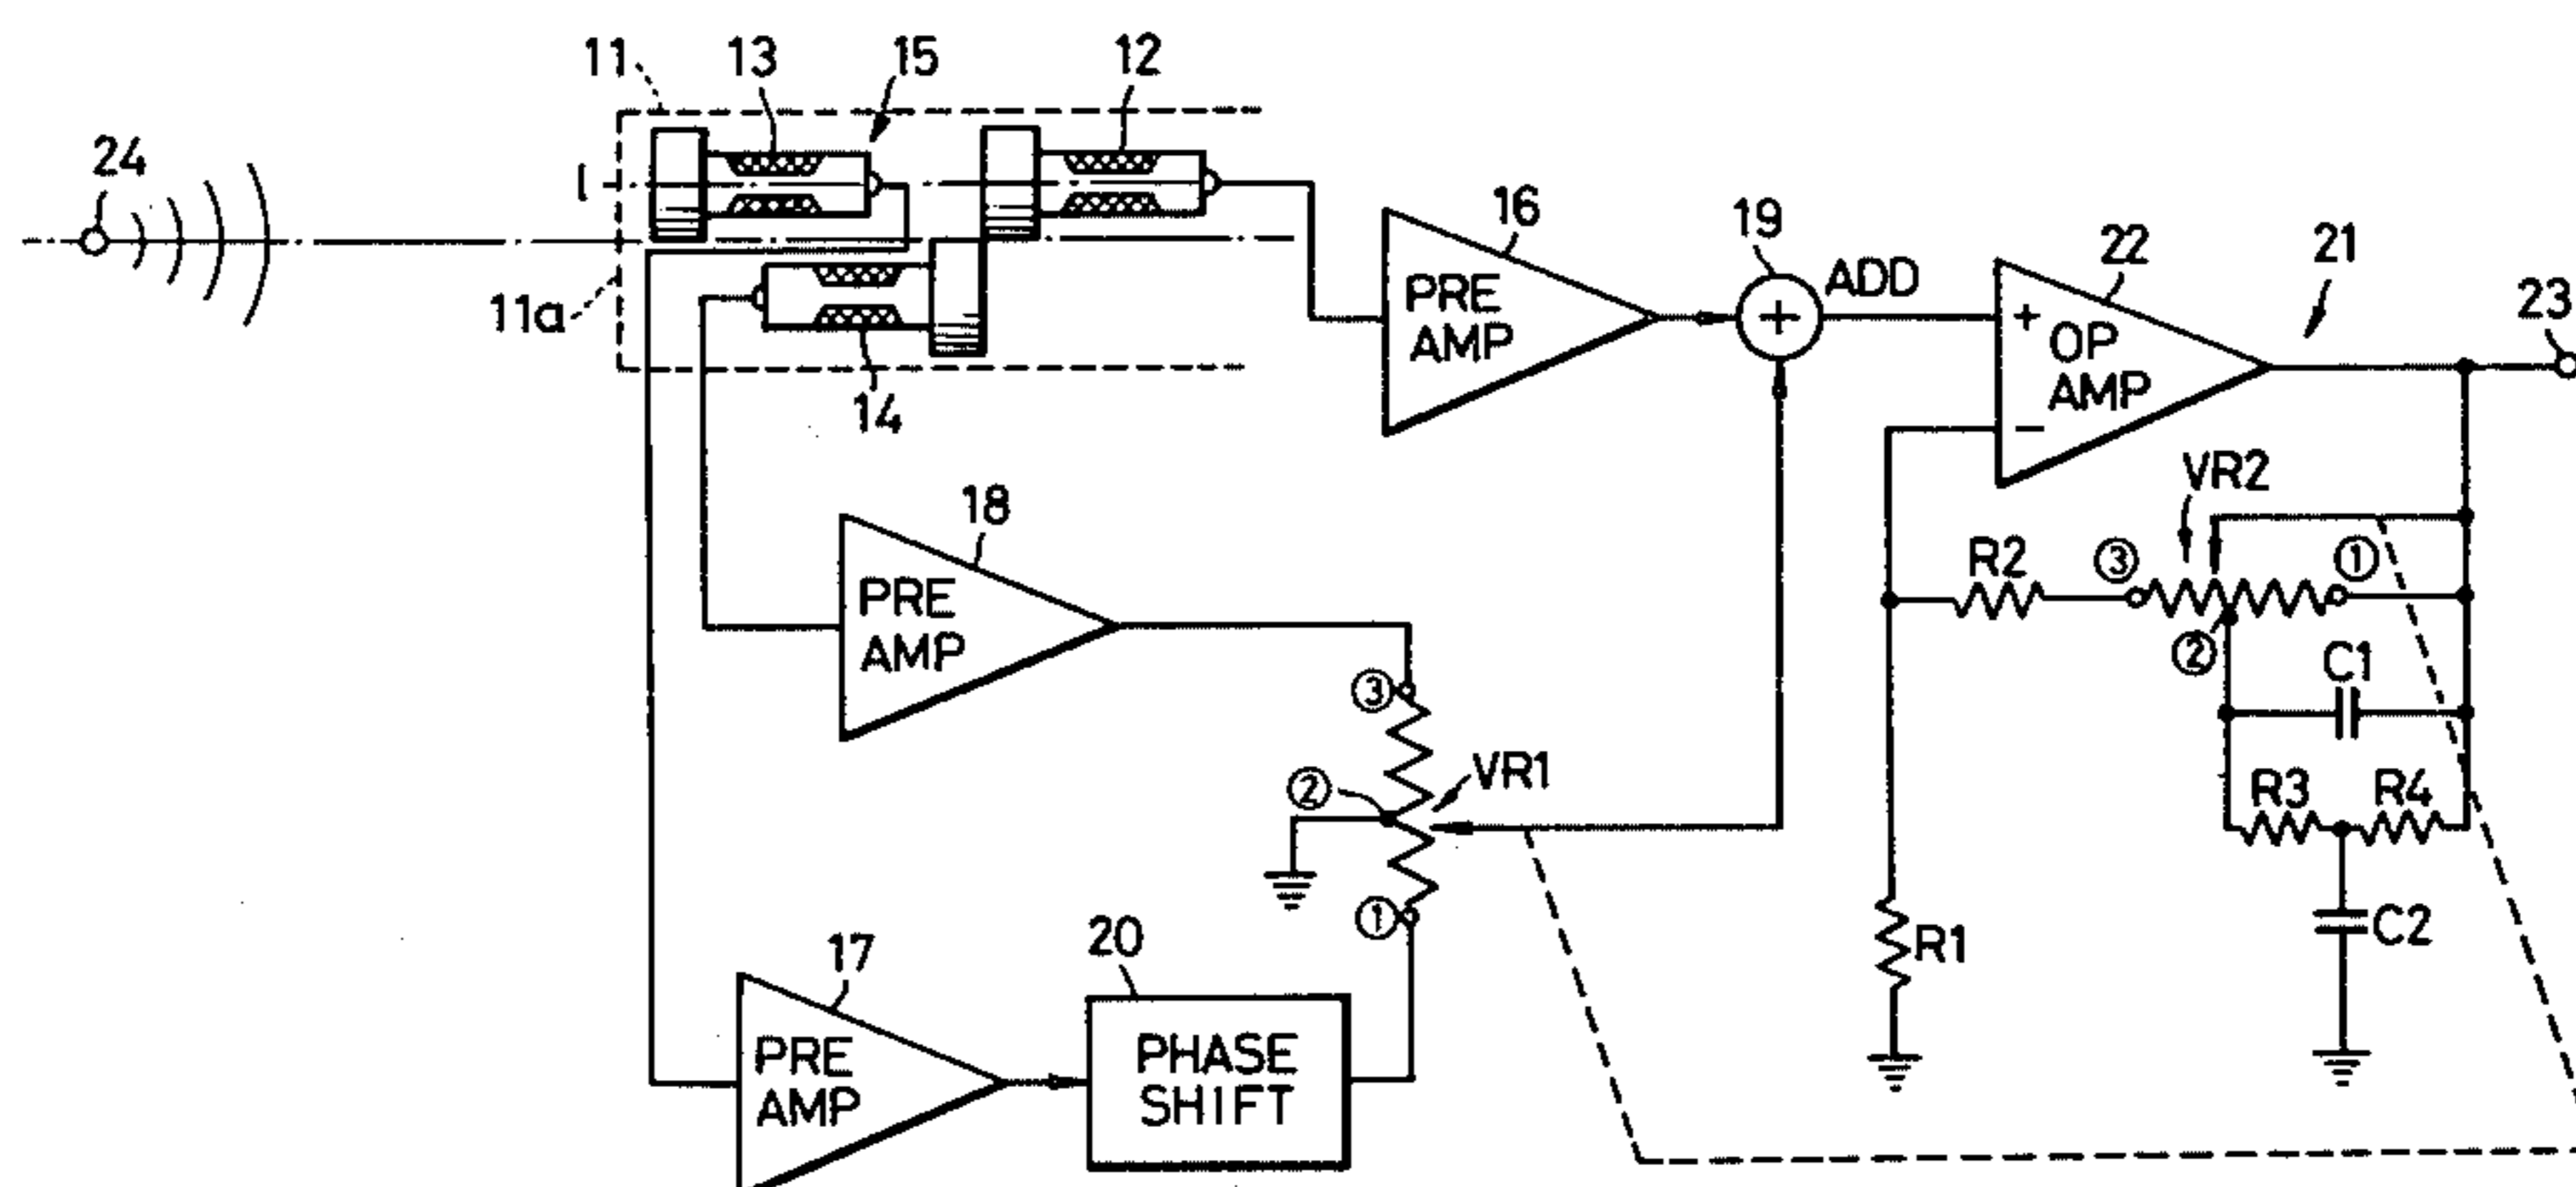 11
13
15
12
24
l
11a
14
16
PRE
AMP
19
ADD
22
+
OP
AMP
−
21
23
18
PRE
AMP
VR2
R2
③
①
②
C1
③
②
VR1
R3
R4
①
C2
R1
17
PRE
AMP
20
PHASE
SHIFT
+